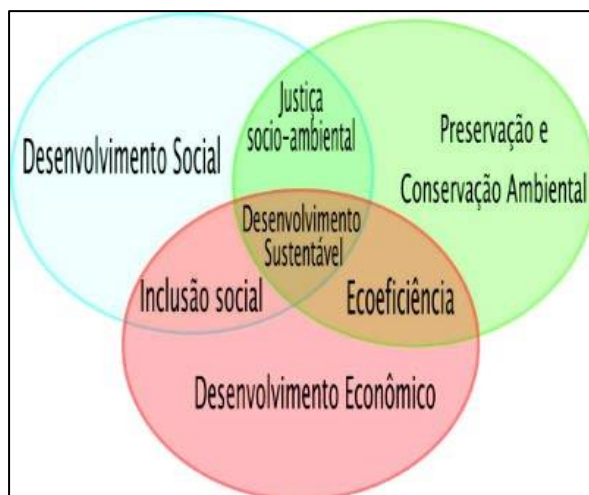 Justiça
socio-ambiental
Desenvolvimento Social
Preservação e
Conservação Ambiental
Desenvolvimento
Sustentável
Inclusão social
Ecoeficiência
Desenvolvimento Econômico